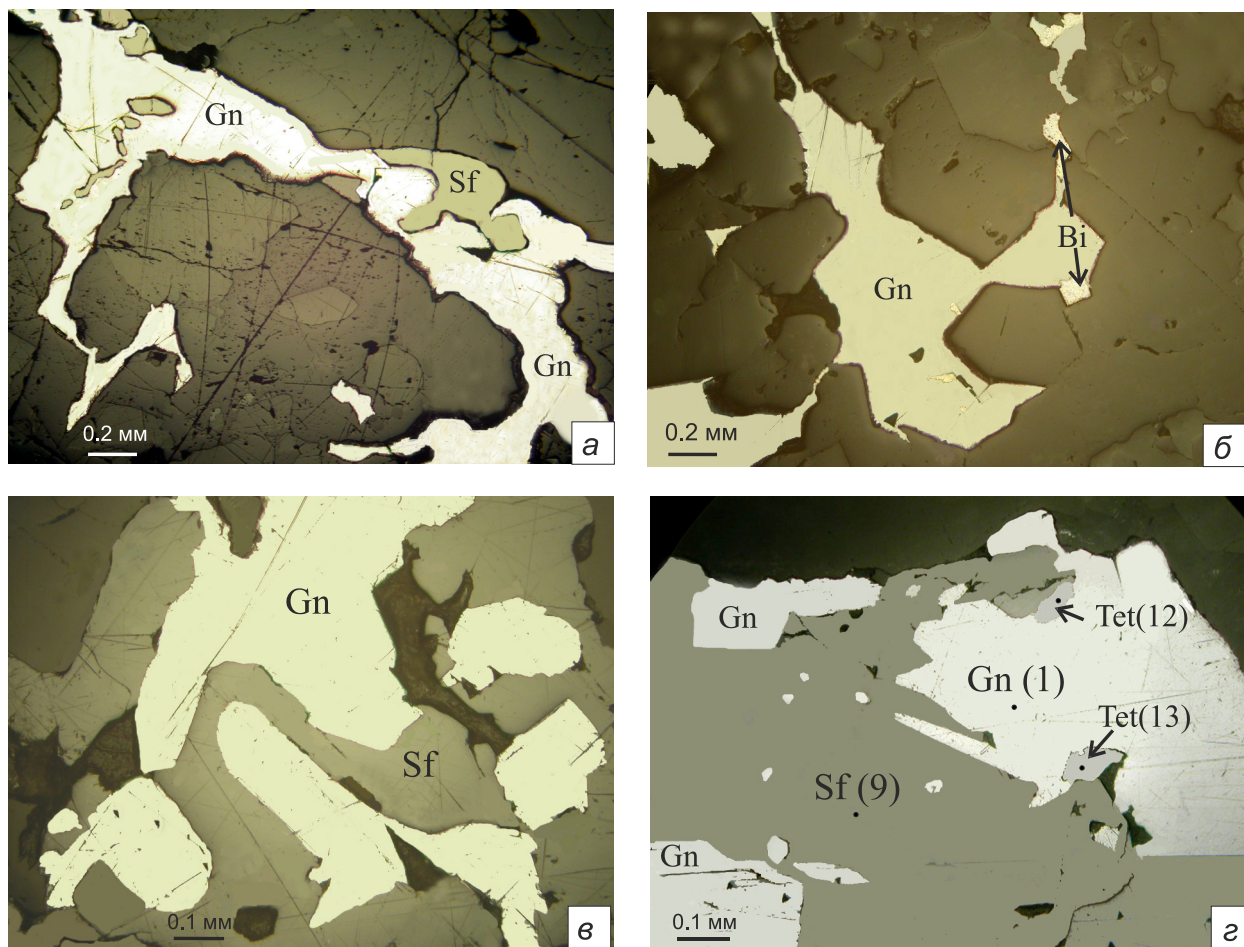 Gn
Sf
Gn
0.2 мм
а
Bi
Gn
0.2 мм
б
Gn
Sf
0.1 мм
в
Gn
Tet(12)
Gn (1)
Tet(13)
Sf (9)
Gn
0.1 мм
г